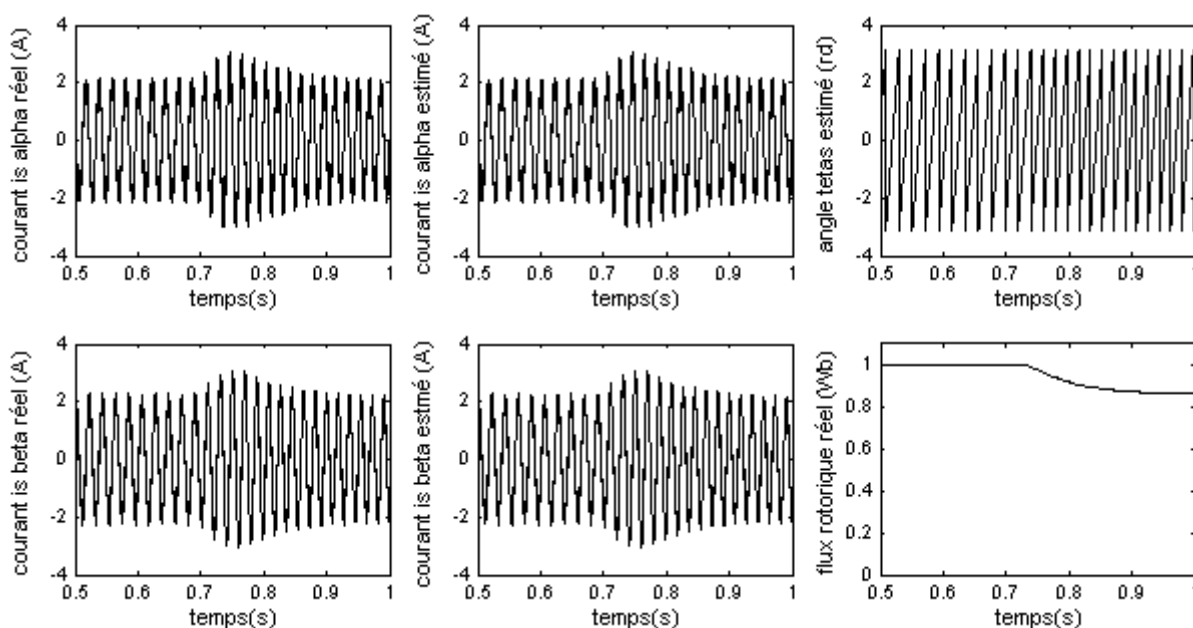 courant is alpha réel (A)
4
2
0
-2
-4
0.5 0.6 0.7 0.8 0.9 1
temps(s)
courant is alpha estimé (A)
4
2
0
-2
-4
0.5 0.6 0.7 0.8 0.9 1
temps(s)
angle tetas estimé (rd)
4
2
0
-2
-4
0.5 0.6 0.7 0.8 0.9 1
temps(s)
courant is beta réel (A)
4
2
0
-2
-4
0.5 0.6 0.7 0.8 0.9 1
temps(s)
courant is beta estmé (A)
4
2
0
-2
-4
0.5 0.6 0.7 0.8 0.9 1
temps(s)
flux rotorique réel (Wb)
1
0.8
0.6
0.4
0.2
0
0.5 0.6 0.7 0.8 0.9 1
temps(s)